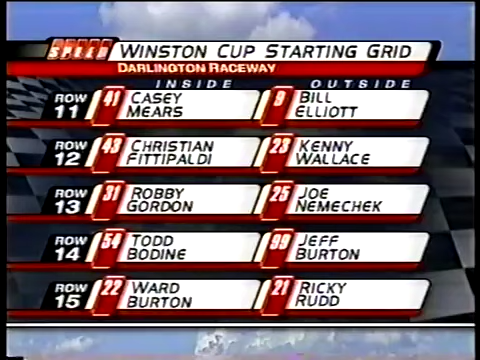 SPEED WINSTON CUP STARTING GRID
DARLINGTON RACEWAY
INSIDE OUTSIDE
ROW 11 41 CASEY MEARS 9 BILL ELLIOTT
ROW 12 43 CHRISTIAN FITTIPALDI 23 KENNY WALLACE
ROW 13 31 ROBBY GORDON 25 JOE NEMECHEK
ROW 14 54 TODD BODINE 99 JEFF BURTON
ROW 15 22 WARD BURTON 21 RICKY RUDD